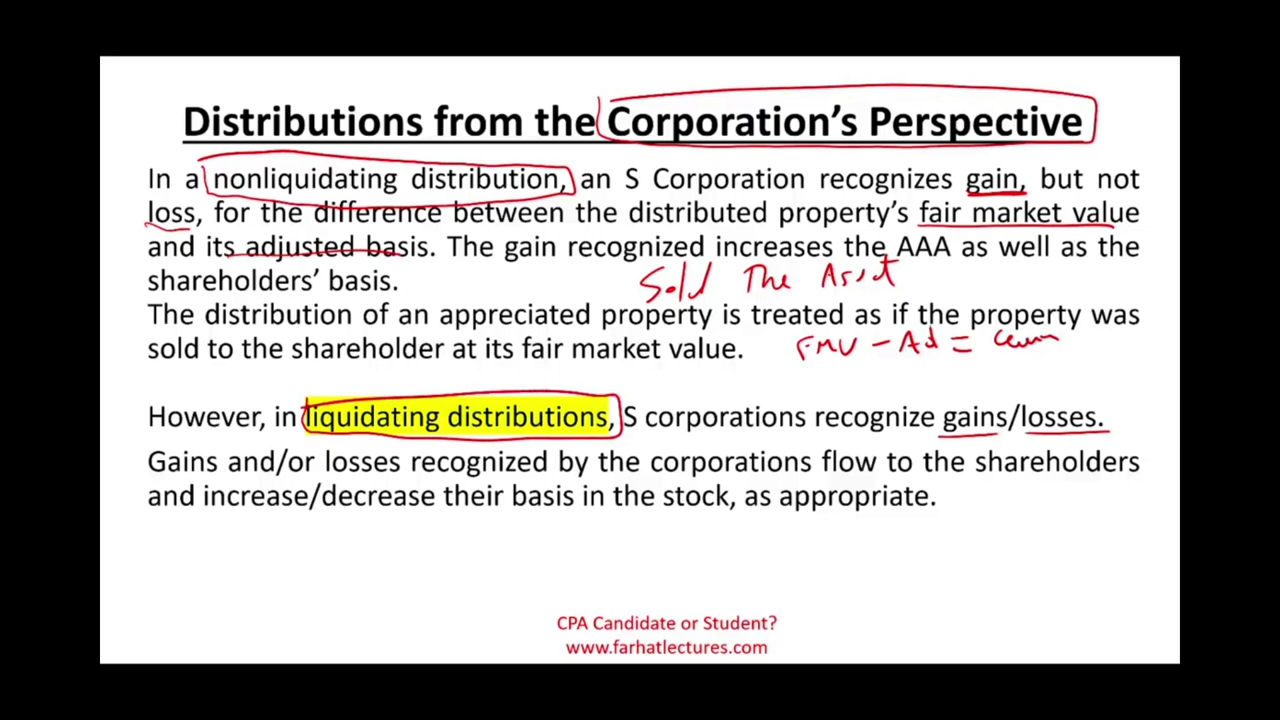 Distributions from the Corporation's Perspective
In a nonliquidating distribution, an S Corporation recognizes gain, but not
loss, for the difference between the distributed property's fair market value
and its adjusted basis. The gain recognized increases the AAA as well as the
shareholders' basis.
Sold The Asset
The distribution of an appreciated property is treated as if the property was
sold to the shareholder at its fair market value.
FMV - Ad =
However, in liquidating distributions, S corporations recognize gains/losses.
Gains and/or losses recognized by the corporations flow to the shareholders
and increase/decrease their basis in the stock, as appropriate.
CPA Candidate or Student?
www.farhatlectures.com